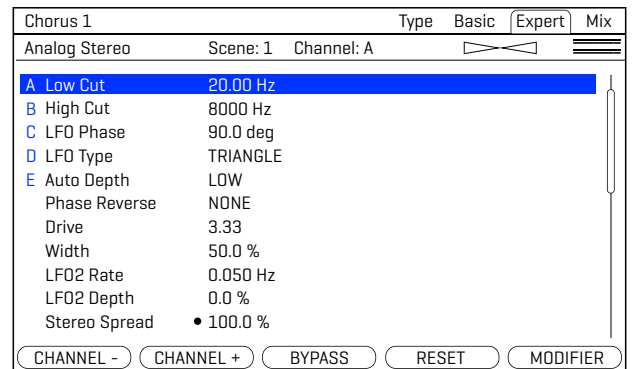 Chorus 1 Type Basic Expert Mix
Analog Stereo Scene: 1 Channel: A
A Low Cut 20.00 Hz
B High Cut 8000 Hz
C LFO Phase 90.0 deg
D LFO Type TRIANGLE
E Auto Depth LOW
Phase Reverse NONE
Drive 3.33
Width 50.0 %
LFO2 Rate 0.050 Hz
LFO2 Depth 0.0 %
Stereo Spread • 100.0 %
CHANNEL - CHANNEL + BYPASS RESET MODIFIER